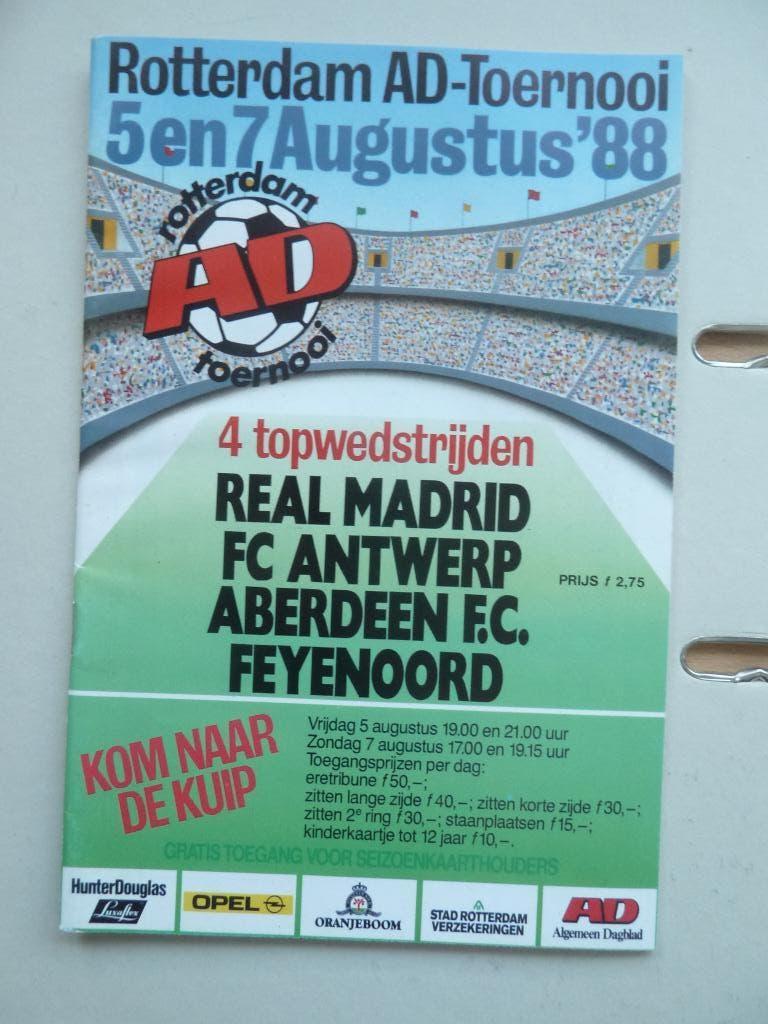 Rotterdam AD-Toernooi
5 en 7 Augustus '88
rotterdam
AD
toernooi
4 topwedstrijden
REAL MADRID
FC ANTWERP
ABERDEEN F.C.
FEYENOORD
PRIJS f 2,75
KOM NAAR
DE KUIP
Vrijdag 5 augustus 19.00 en 21.00 uur
Zondag 7 augustus 17.00 en 19.15 uur
Toegangsprijzen per dag:
eretribune f 50,-;
zitten lange zijde f 40,-; zitten korte zijde f 30,-;
zitten 2e ring f 30,-; staanplaatsen f 15,-;
kinderkaartje tot 12 jaar f 10,-.
GRATIS TOEGANG VOOR SEIZOENKAARTHOUDERS
HunterDouglas
Luxaflex
OPEL
ORANJEBOOM
STAD ROTTERDAM
VERZEKERINGEN
AD
Algemeen Dagblad